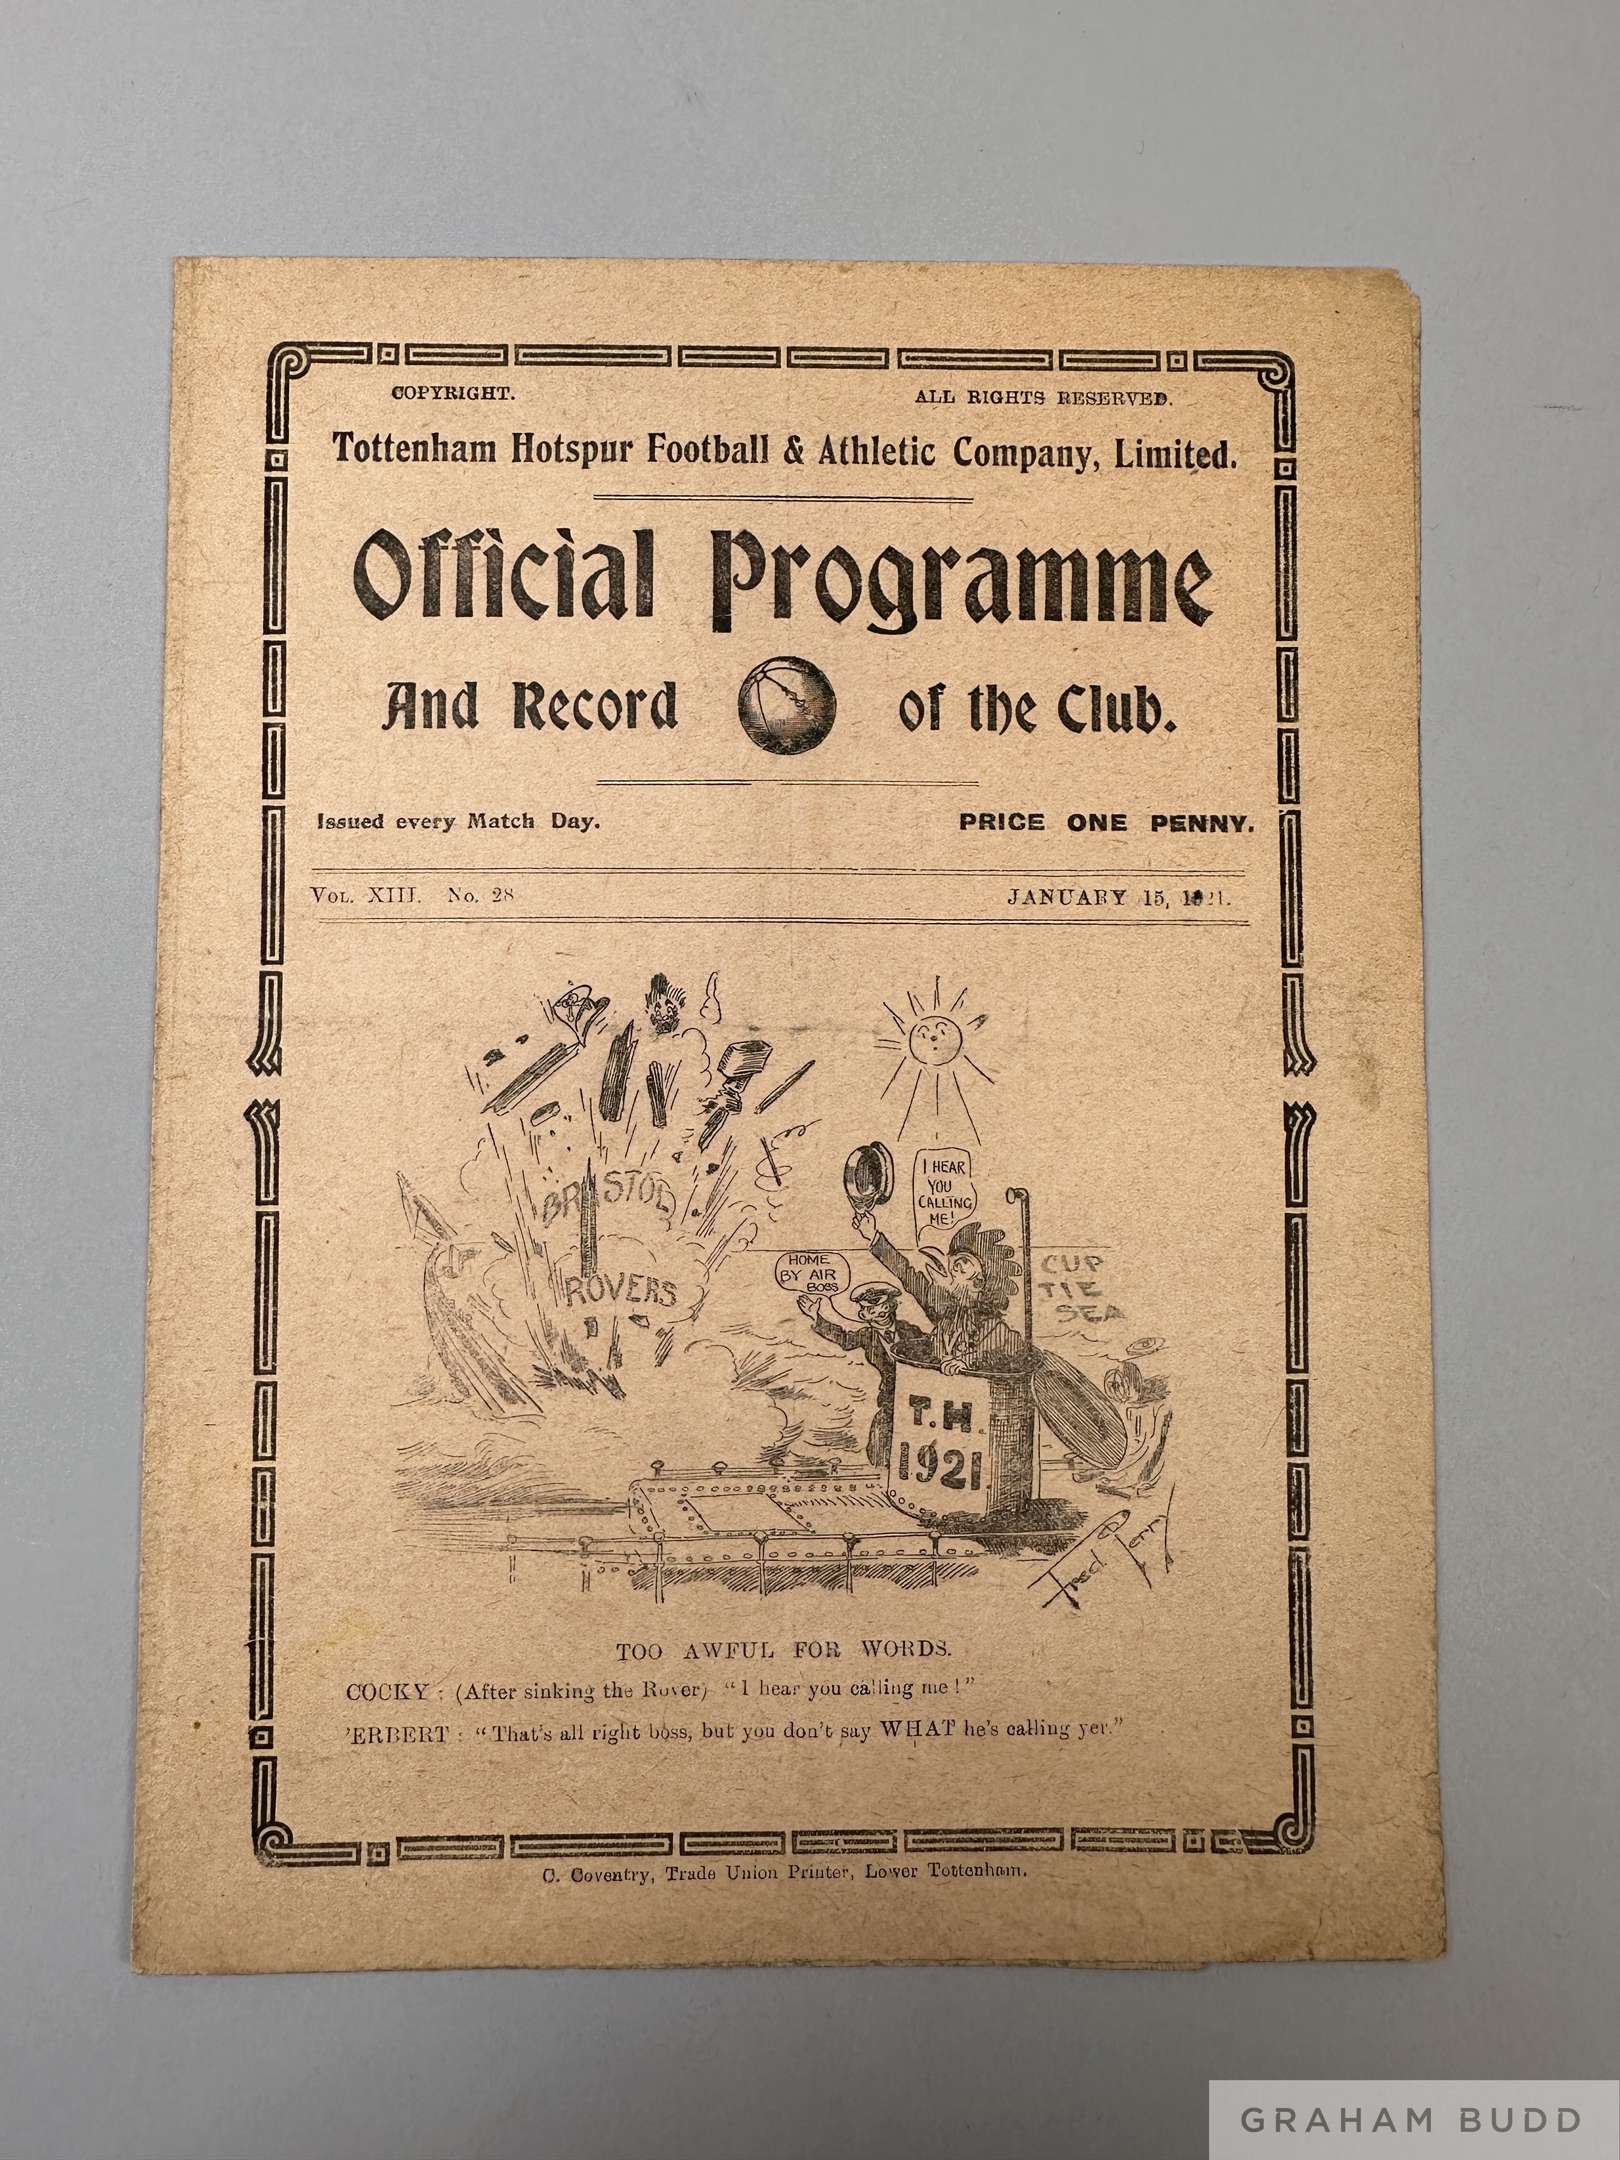 COPYRIGHT. ALL RIGHTS RESERVED.
Tottenham Hotspur Football & Athletic Company, Limited.
Official Programme
And Record of the Club.
Issued every Match Day. PRICE ONE PENNY.
VOL. XIII. No. 28 JANUARY 15, 1921.
BRISTOL
ROVERS
I HEAR
YOU
CALLING
ME!
HOME
BY AIR
BOSS
CUP
TIE
SEA
T.H.
1921
Fred Perry
TOO AWFUL FOR WORDS.
COCKY : (After sinking the Rover) "I hear you calling me!"
'ERBERT : "That's all right boss, but you don't say WHAT he's calling yer."
C. Coventry, Trade Union Printer, Lower Tottenham.
GRAHAM BUDD